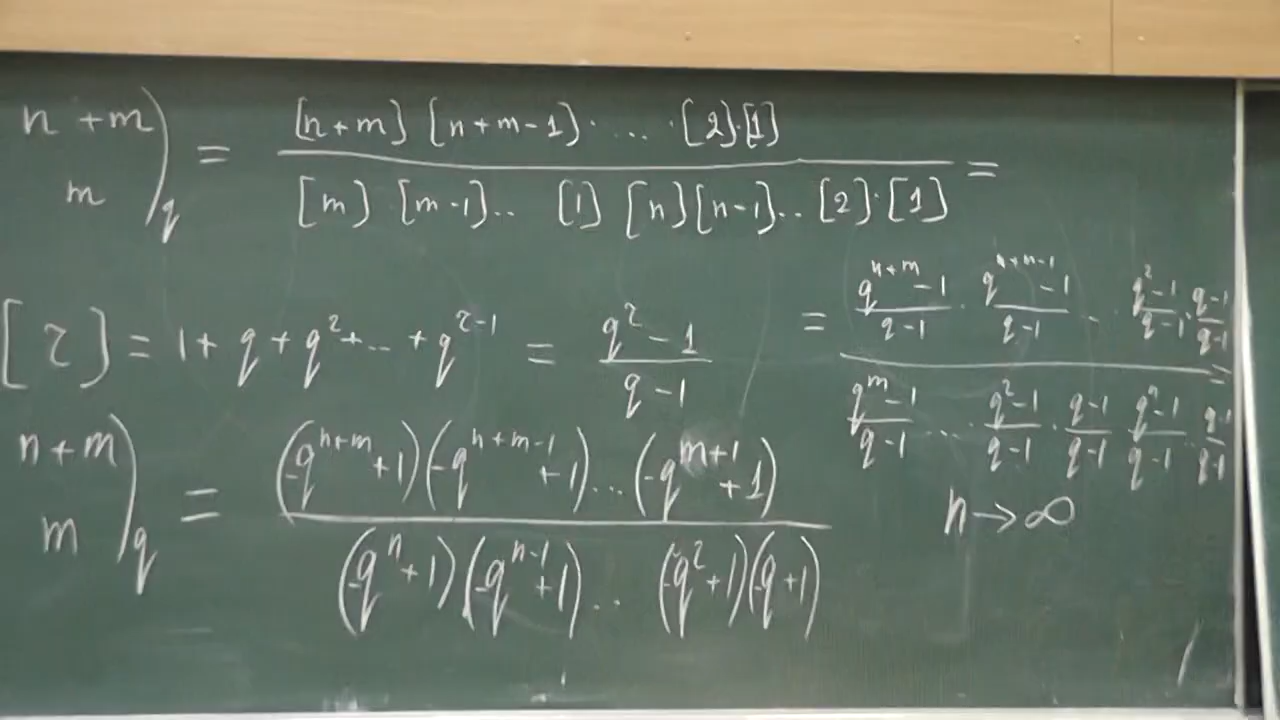 n+m
m)_q = [n+m] [n+m-1]· ... ·[2]·[1] / [m] [m-1].. [1] [n][n-1].. [2]·[1] =
= q^{n+m}-1/q-1 · q^{n+m-1}-1/q-1 .. q^2-1/q-1 · q-1/q-1 / q^m-1/q-1 ... q^2-1/q-1 · q-1/q-1 · q^n-1/q-1 · q-1/q-1 =
[r] = 1 + q + q^2 + ... + q^{r-1} = q^r - 1 / q - 1
n+m
m)_q = (-q^{n+m}+1)(-q^{n+m-1}+1)...(-q^{m+1}+1) / (-q^n+1)(-q^{n-1}+1).. (-q^2+1)(-q+1)
n→∞